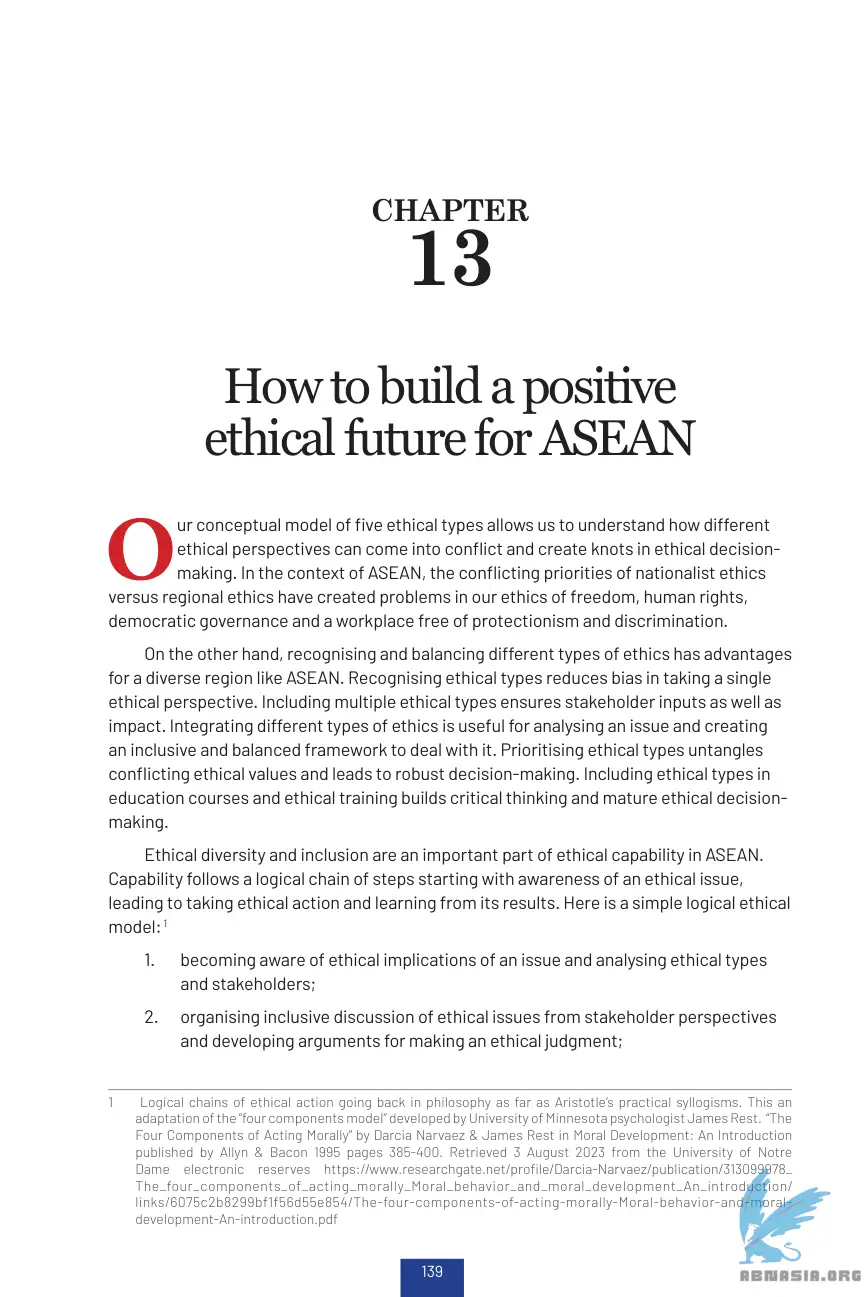 CHAPTER
13
How to build a positive
ethical future for ASEAN
Our conceptual model of five ethical types allows us to understand how different
ethical perspectives can come into conflict and create knots in ethical decision-
making. In the context of ASEAN, the conflicting priorities of nationalist ethics
versus regional ethics have created problems in our ethics of freedom, human rights,
democratic governance and a workplace free of protectionism and discrimination.
On the other hand, recognising and balancing different types of ethics has advantages
for a diverse region like ASEAN. Recognising ethical types reduces bias in taking a single
ethical perspective. Including multiple ethical types ensures stakeholder inputs as well as
impact. Integrating different types of ethics is useful for analysing an issue and creating
an inclusive and balanced framework to deal with it. Prioritising ethical types untangles
conflicting ethical values and leads to robust decision-making. Including ethical types in
education courses and ethical training builds critical thinking and mature ethical decision-
making.
Ethical diversity and inclusion are an important part of ethical capability in ASEAN.
Capability follows a logical chain of steps starting with awareness of an ethical issue,
leading to taking ethical action and learning from its results. Here is a simple logical ethical
model: 1
1. becoming aware of ethical implications of an issue and analysing ethical types
and stakeholders;
2. organising inclusive discussion of ethical issues from stakeholder perspectives
and developing arguments for making an ethical judgment;
1 Logical chains of ethical action going back in philosophy as far as Aristotle's practical syllogisms. This an
adaptation of the "four components model" developed by University of Minnesota psychologist James Rest. "The
Four Components of Acting Morally" by Darcia Narvaez & James Rest in Moral Development: An Introduction
published by Allyn & Bacon 1995 pages 385-400. Retrieved 3 August 2023 from the University of Notre
Dame electronic reserves https://www.researchgate.net/profile/Darcia-Narvaez/publication/313099978_
The_four_components_of_acting_morally_Moral_behavior_and_moral_development_An_introduction/
links/6075c2b8299bf1f56d55e854/The-four-components-of-acting-morally-Moral-behavior-and-moral-
development-An-introduction.pdf
139
ABNASIA.ORG